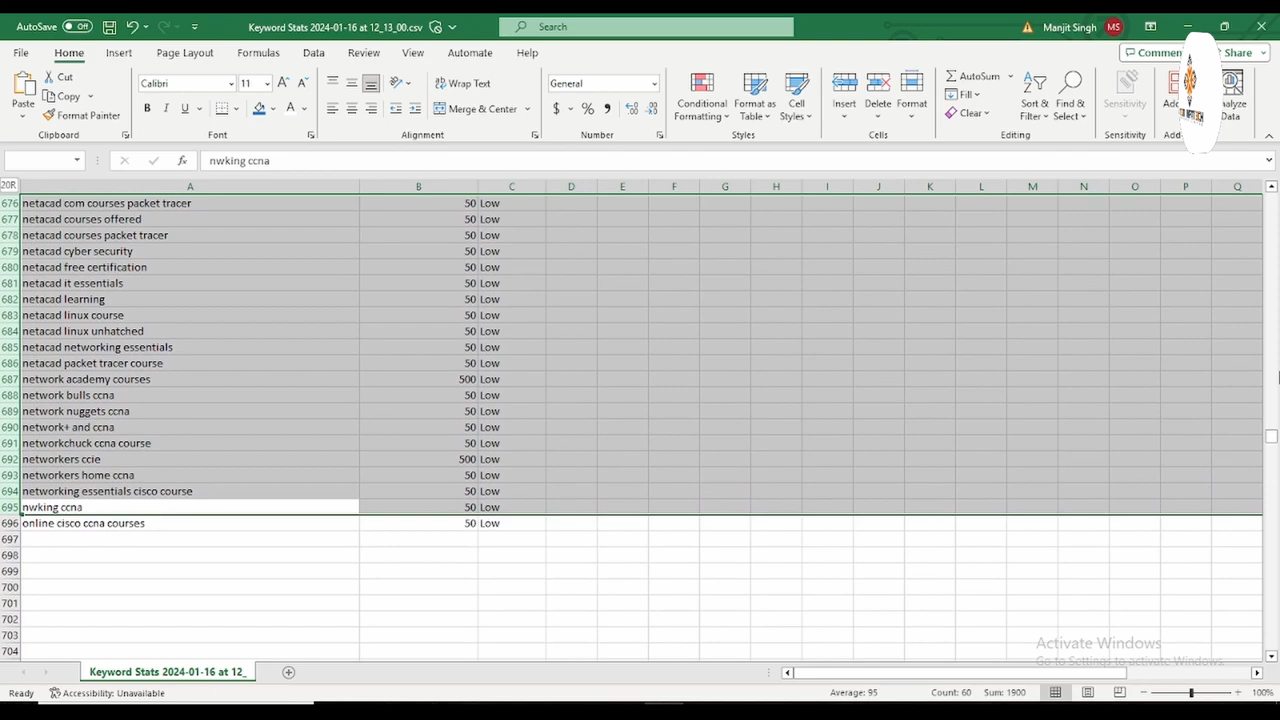 AutoSave Off Keyword Stats 2024-01-16 at 12_13_00.csv Search Manjit Singh MS
File Home Insert Page Layout Formulas Data Review View Automate Help Share
Paste Cut Copy Format Painter Clipboard
Calibri 11 B I U Font
Wrap Text Merge & Center Alignment
General $ % Number
Conditional Formatting Format as Table Cell Styles Styles
Insert Delete Format Cells
AutoSum Fill Clear Sort & Filter Find & Select Editing
Sensitivity Sensitivity
Data
fx nwking ccna
20R A B C D E F G H I J K L M N O P Q
676 netacad com courses packet tracer 50 Low
677 netacad courses offered 50 Low
678 netacad courses packet tracer 50 Low
679 netacad cyber security 50 Low
680 netacad free certification 50 Low
681 netacad it essentials 50 Low
682 netacad learning 50 Low
683 netacad linux course 50 Low
684 netacad linux unhatched 50 Low
685 netacad networking essentials 50 Low
686 netacad packet tracer course 50 Low
687 network academy courses 500 Low
688 network bulls ccna 50 Low
689 network nuggets ccna 50 Low
690 network+ and ccna 50 Low
691 networkchuck ccna course 50 Low
692 networkers ccie 500 Low
693 networkers home ccna 50 Low
694 networking essentials cisco course 50 Low
695 nwking ccna 50 Low
696 online cisco ccna courses 50 Low
697
698
699
700
701
702
703
704
Activate Windows
Go to Settings to activate Windows.
Keyword Stats 2024-01-16 at 12_
Ready Accessibility: Unavailable Average: 95 Count: 60 Sum: 1900 100%